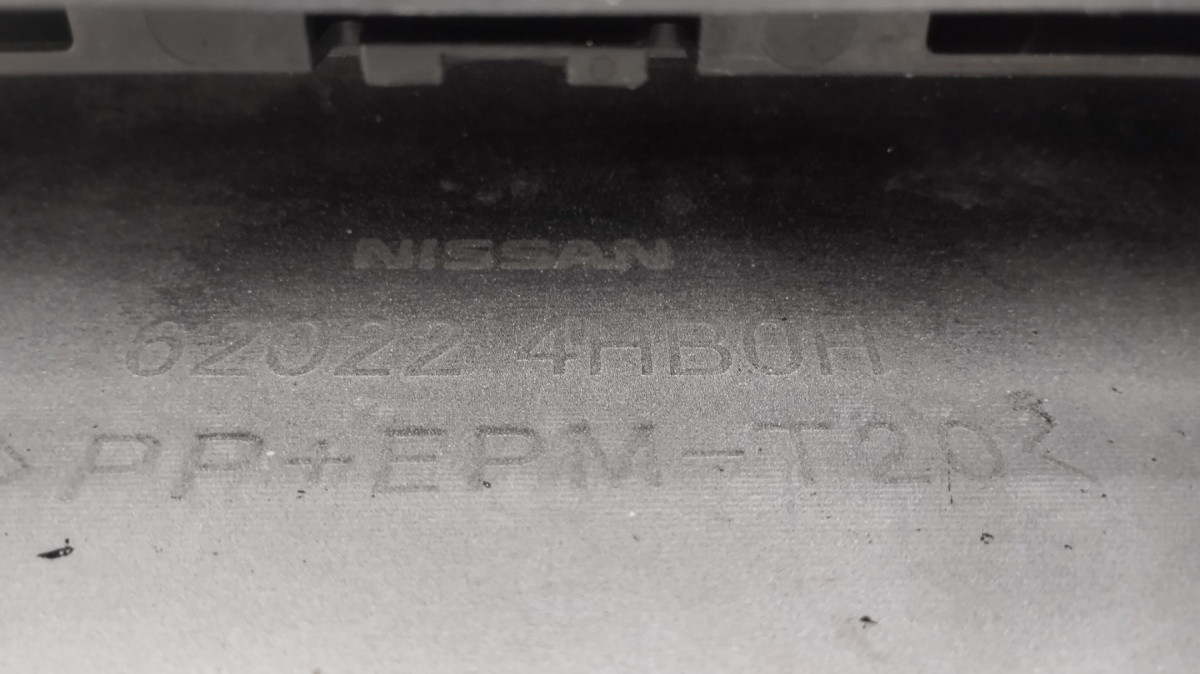 NISSAN
62022 4HB0H
>PP+EPM-T20<